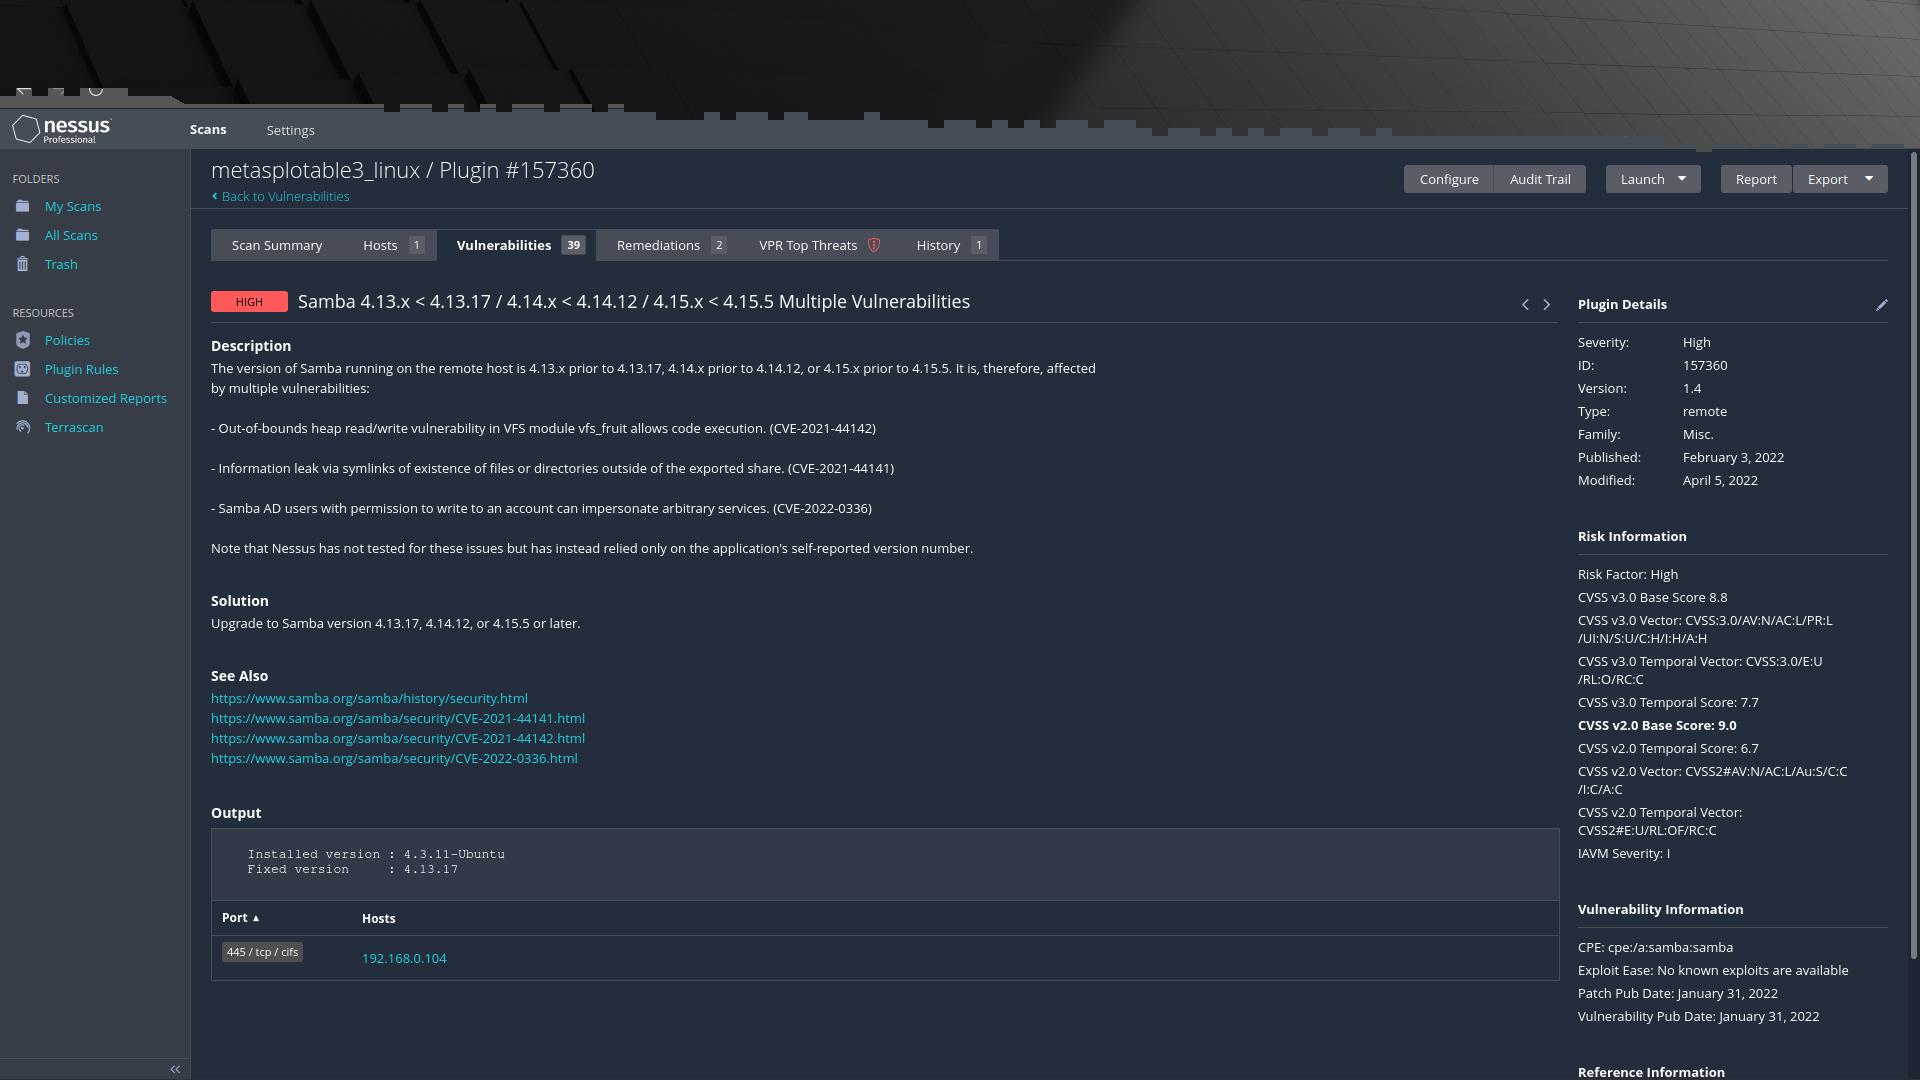 nessus
Professional
Scans
Settings
FOLDERS
My Scans
All Scans
Trash
RESOURCES
Policies
Plugin Rules
Customized Reports
Terrascan
metasplotable3_linux / Plugin #157360
Back to Vulnerabilities
Configure
Audit Trail
Launch
Report
Export
Scan Summary
Hosts 1
Vulnerabilities 39
Remediations 2
VPR Top Threats
History 1
HIGH
Samba 4.13.x < 4.13.17 / 4.14.x < 4.14.12 / 4.15.x < 4.15.5 Multiple Vulnerabilities
Description
The version of Samba running on the remote host is 4.13.x prior to 4.13.17, 4.14.x prior to 4.14.12, or 4.15.x prior to 4.15.5. It is, therefore, affected
by multiple vulnerabilities:
- Out-of-bounds heap read/write vulnerability in VFS module vfs_fruit allows code execution. (CVE-2021-44142)
- Information leak via symlinks of existence of files or directories outside of the exported share. (CVE-2021-44141)
- Samba AD users with permission to write to an account can impersonate arbitrary services. (CVE-2022-0336)
Note that Nessus has not tested for these issues but has instead relied only on the application's self-reported version number.
Solution
Upgrade to Samba version 4.13.17, 4.14.12, or 4.15.5 or later.
See Also
https://www.samba.org/samba/history/security.html
https://www.samba.org/samba/security/CVE-2021-44141.html
https://www.samba.org/samba/security/CVE-2021-44142.html
https://www.samba.org/samba/security/CVE-2022-0336.html
Output
Installed version : 4.3.11-Ubuntu
Fixed version : 4.13.17
Port ▲ Hosts
445 / tcp / cifs 192.168.0.104
Plugin Details
Severity: High
ID: 157360
Version: 1.4
Type: remote
Family: Misc.
Published: February 3, 2022
Modified: April 5, 2022
Risk Information
Risk Factor: High
CVSS v3.0 Base Score 8.8
CVSS v3.0 Vector: CVSS:3.0/AV:N/AC:L/PR:L
/UI:N/S:U/C:H/I:H/A:H
CVSS v3.0 Temporal Vector: CVSS:3.0/E:U
/RL:O/RC:C
CVSS v3.0 Temporal Score: 7.7
CVSS v2.0 Base Score: 9.0
CVSS v2.0 Temporal Score: 6.7
CVSS v2.0 Vector: CVSS2#AV:N/AC:L/Au:S/C:C
/I:C/A:C
CVSS v2.0 Temporal Vector:
CVSS2#E:U/RL:OF/RC:C
IAVM Severity: I
Vulnerability Information
CPE: cpe:/a:samba:samba
Exploit Ease: No known exploits are available
Patch Pub Date: January 31, 2022
Vulnerability Pub Date: January 31, 2022
Reference Information